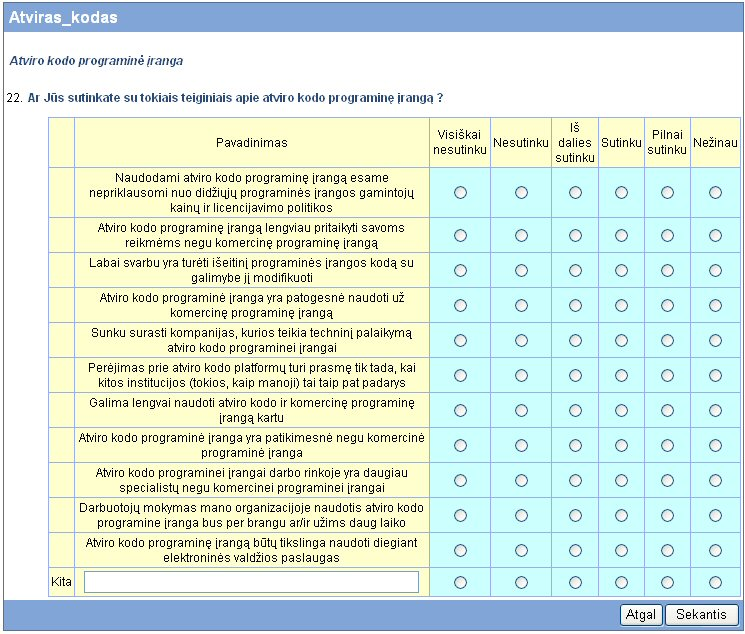 Atviras_kodas
Atviro kodo programinė įranga
22. Ar Jūs sutinkate su tokiais teiginiais apie atviro kodo programinę įrangą ?
Pavadinimas
Visiškai
nesutinku
Nesutinku
Iš
dalies
sutinku
Sutinku
Pilnai
sutinku
Nežinau
Naudodami atviro kodo programinę įrangą esame
nepriklausomi nuo didžiųjų programinės įrangos gamintojų
kainų ir licencijavimo politikos
Atviro kodo programinę įrangą lengviau pritaikyti savoms
reikmėms negu komercinę programinę įrangą
Labai svarbu yra turėti išeitinį programinės įrangos kodą su
galimybe jį modifikuoti
Atviro kodo programinė įranga yra patogesnė naudoti už
komercinę programinę įrangą
Sunku surasti kompanijas, kurios teikia techninį palaikymą
atviro kodo programinei įrangai
Perėjimas prie atviro kodo platformų turi prasmę tik tada, kai
kitos institucijos (tokios, kaip manoji) tai taip pat padarys
Galima lengvai naudoti atviro kodo ir komercinę programinę
įrangą kartu
Atviro kodo programinė įranga yra patikimesnė negu komercinė
programinė įranga
Atviro kodo programinei įrangai darbo rinkoje yra daugiau
specialistų negu komercinei programinei įrangai
Darbuotojų mokymas mano organizacijoje naudotis atviro kodo
programine įranga bus per brangu ar/ir užims daug laiko
Atviro kodo programinę įrangą būtų tikslinga naudoti diegiant
elektroninės valdžios paslaugas
Kita
Atgal
Sekantis